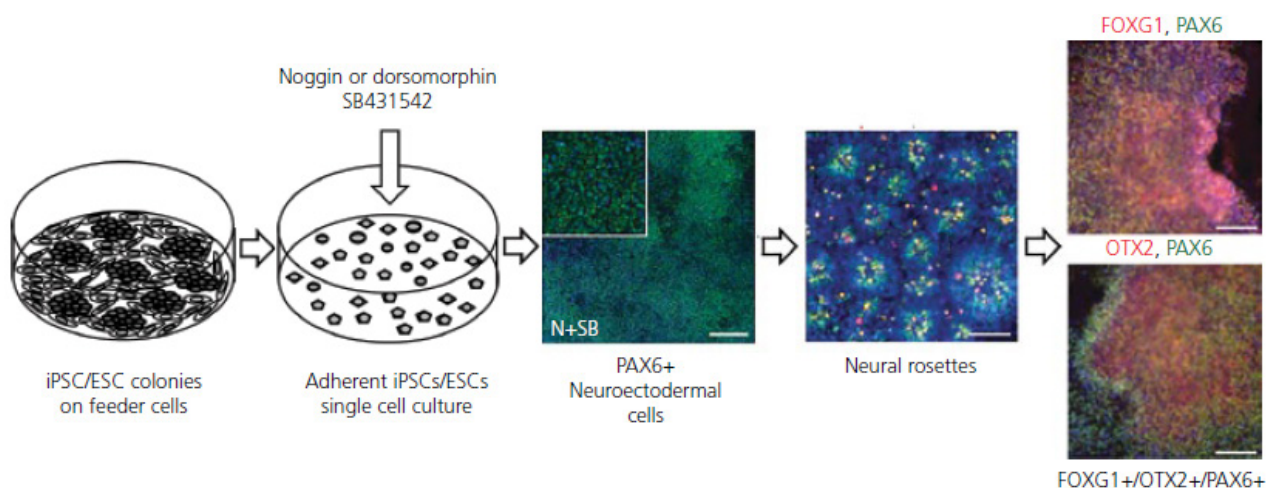 FOXG1, PAX6
Noggin or dorsomorphin
SB431542
OTX2, PAX6
N+SB
iPSC/ESC colonies
on feeder cells
Adherent iPSCs/ESCs
single cell culture
PAX6+
Neuroectodermal
cells
Neural rosettes
FOXG1+/OTX2+/PAX6+